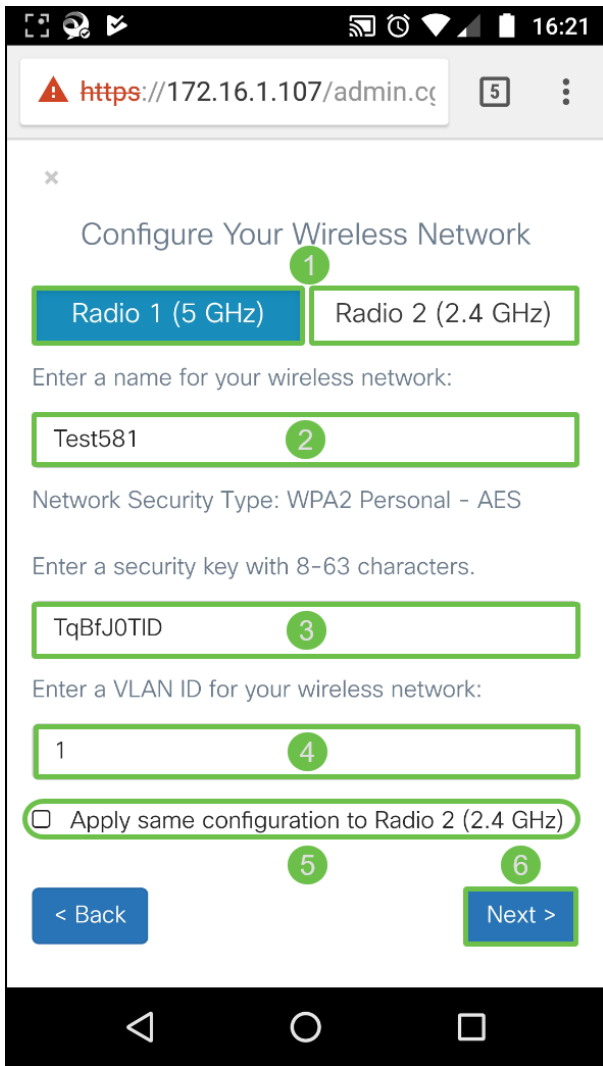 16:21
https://172.16.1.107/admin.cg
5
×
Configure Your Wireless Network
1
Radio 1 (5 GHz) Radio 2 (2.4 GHz)
Enter a name for your wireless network:
Test581
2
Network Security Type: WPA2 Personal - AES
Enter a security key with 8-63 characters.
TqBfJ0TlD
3
Enter a VLAN ID for your wireless network:
1
4
Apply same configuration to Radio 2 (2.4 GHz)
5
6
< Back Next >